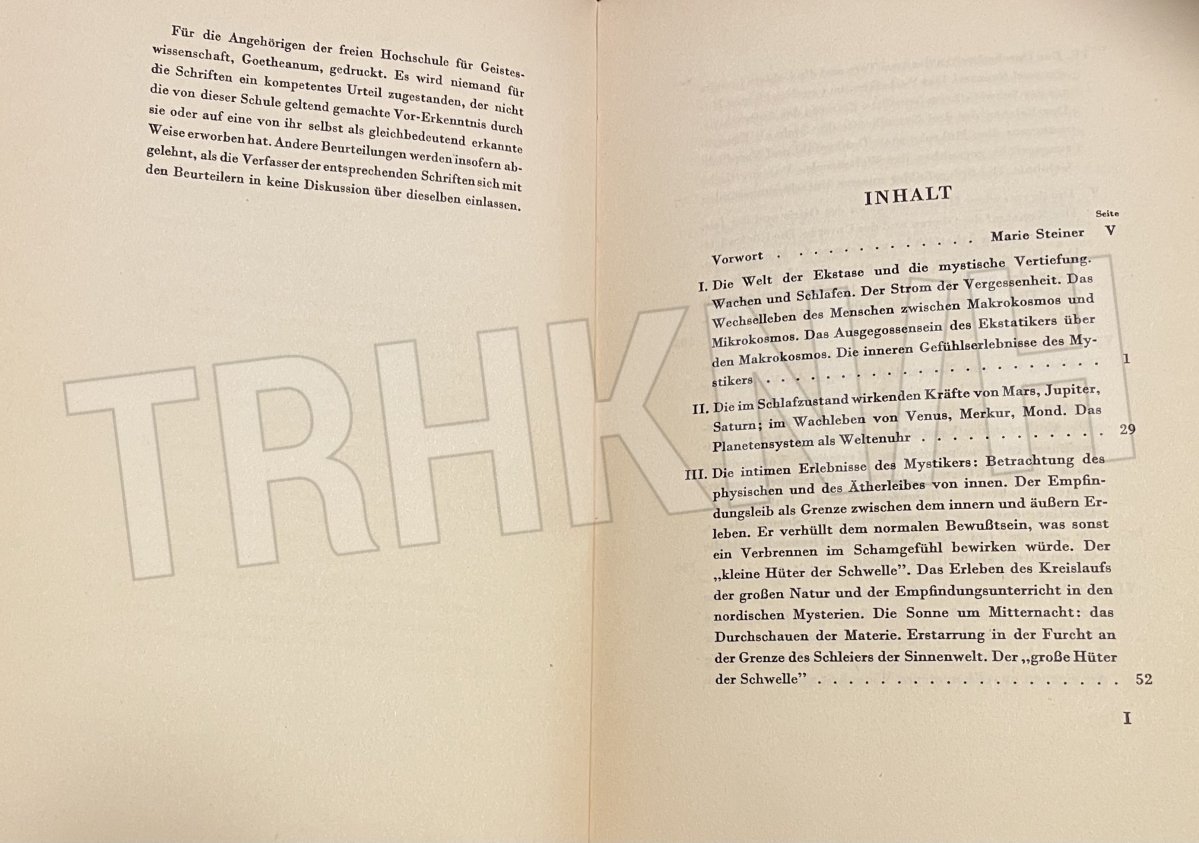 Für die Angehörigen der freien Hochschule für Geistes-
wissenschaft, Goetheanum, gedruckt. Es wird niemand für
die Schriften ein kompetentes Urteil zugestanden, der nicht
die von dieser Schule geltend gemachte Vor-Erkenntnis durch
sie oder auf eine von ihr selbst als gleichbedeutend erkannte
Weise erworben hat. Andere Beurteilungen werden insofern ab-
gelehnt, als die Verfasser der entsprechenden Schriften sich mit
den Beurteilern in keine Diskussion über dieselben einlassen.
INHALT
Seite
Vorwort . . . . . . . . . . . . Marie Steiner V
I. Die Welt der Ekstase und die mystische Vertiefung.
Wachen und Schlafen. Der Strom der Vergessenheit. Das
Wechselleben des Menschen zwischen Makrokosmos und
Mikrokosmos. Das Ausgegossensein des Ekstatikers über
den Makrokosmos. Die inneren Gefühlserlebnisse des My-
stikers . . . . . . . . . . . . . . . . . . 1
II. Die im Schlafzustand wirkenden Kräfte von Mars, Jupiter,
Saturn; im Wachleben von Venus, Merkur, Mond. Das
Planetensystem als Weltenuhr . . . . . . . . . . . 29
III. Die intimen Erlebnisse des Mystikers: Betrachtung des
physischen und des Ätherleibes von innen. Der Empfin-
dungsleib als Grenze zwischen dem innern und äußern Er-
leben. Er verhüllt dem normalen Bewußtsein, was sonst
ein Verbrennen im Schamgefühl bewirken würde. Der
„kleine Hüter der Schwelle”. Das Erleben des Kreislaufs
der großen Natur und der Empfindungsunterricht in den
nordischen Mysterien. Die Sonne um Mitternacht: das
Durchschauen der Materie. Erstarrung in der Furcht an
der Grenze des Schleiers der Sinnenwelt. Der „große Hüter
der Schwelle” . . . . . . . . . . . . . . . . 52
I
TRHKNVH